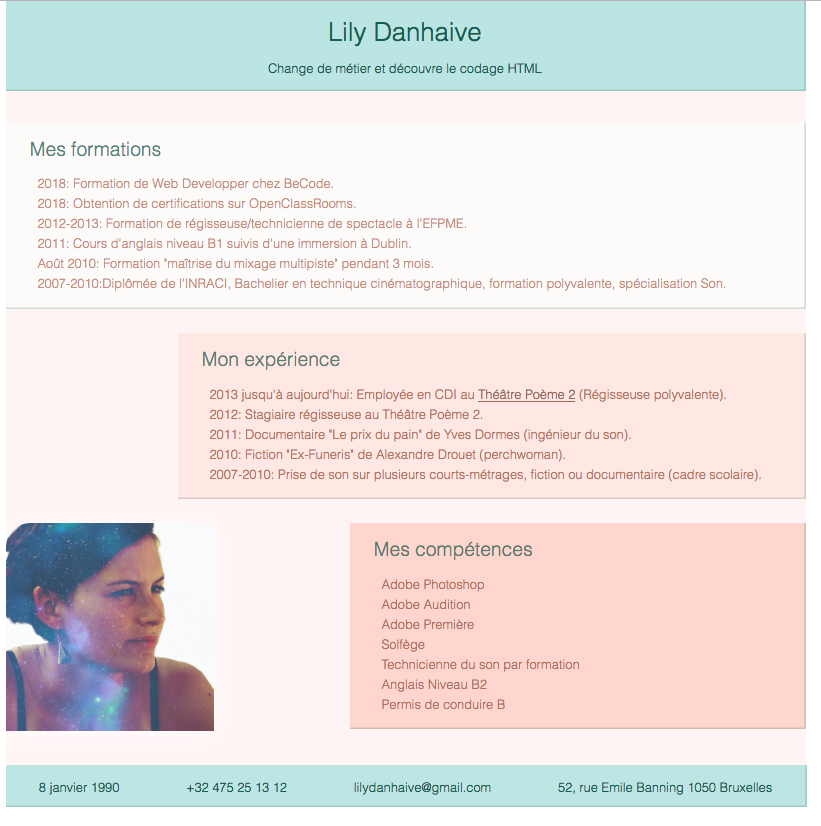 Lily Danhaive
Change de métier et découvre le codage HTML
Mes formations
2018: Formation de Web Developper chez BeCode.
2018: Obtention de certifications sur OpenClassRooms.
2012-2013: Formation de régisseuse/technicienne de spectacle à l'EFPME.
2011: Cours d'anglais niveau B1 suivis d'une immersion à Dublin.
Août 2010: Formation "maîtrise du mixage multipiste" pendant 3 mois.
2007-2010:Diplômée de l'INRACI, Bachelier en technique cinématographique, formation polyvalente, spécialisation Son.
Mon expérience
2013 jusqu'à aujourd'hui: Employée en CDI au Théâtre Poème 2 (Régisseuse polyvalente).
2012: Stagiaire régisseuse au Théâtre Poème 2.
2011: Documentaire "Le prix du pain" de Yves Dormes (ingénieur du son).
2010: Fiction "Ex-Funeris" de Alexandre Drouet (perchwoman).
2007-2010: Prise de son sur plusieurs courts-métrages, fiction ou documentaire (cadre scolaire).
Mes compétences
Adobe Photoshop
Adobe Audition
Adobe Première
Solfège
Technicienne du son par formation
Anglais Niveau B2
Permis de conduire B
8 janvier 1990 +32 475 25 13 12 lilydanhaive@gmail.com 52, rue Emile Banning 1050 Bruxelles